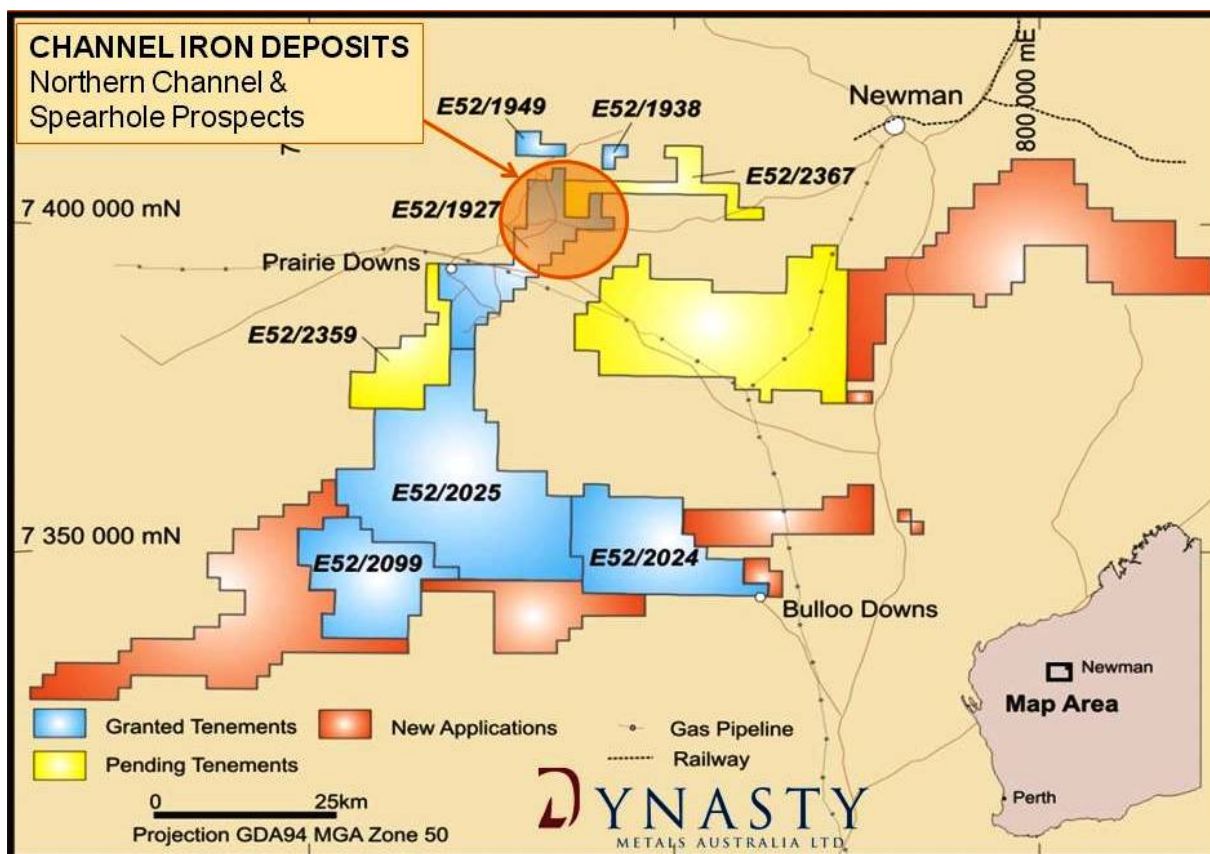 CHANNEL IRON DEPOSITS
Northern Channel &
Spearhole Prospects
E52/1949
E52/1938
Newman
800 000 mE
7
E52/2367
7 400 000 mN
E52/1927
Prairie Downs
E52/2359
E52/2025
7 350 000 mN
E52/2099
E52/2024
Bulloo Downs
Newman
Map Area
Perth
Granted Tenements
New Applications
Gas Pipeline
Pending Tenements
Railway
0 25km
Projection GDA94 MGA Zone 50
DYNASTY
METALS AUSTRALIA LTD